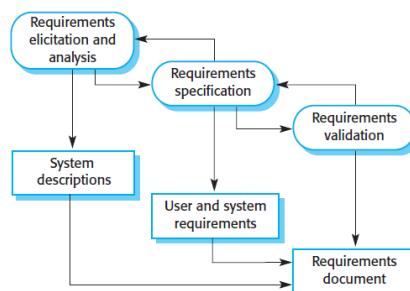 Requirements
elicitation and
analysis
Requirements
specification
Requirements
validation
System
descriptions
User and system
requirements
Requirements
document